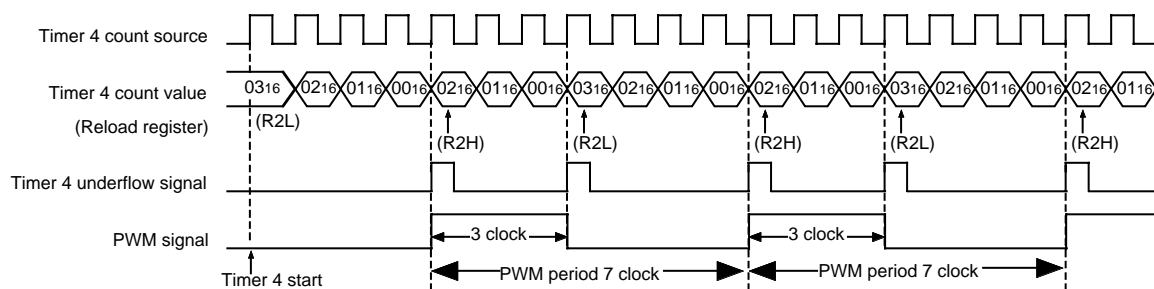 Timer 4 count source
Timer 4 count value
0316 0216 0116 0016 0216 0116 0016 0316 0216 0116 0016 0216 0116 0016 0316 0216 0116 0016 0216 0116
(Reload register)
(R2L) (R2H) (R2L) (R2H) (R2L) (R2H)
Timer 4 underflow signal
PWM signal
3 clock 3 clock
Timer 4 start
PWM period 7 clock PWM period 7 clock